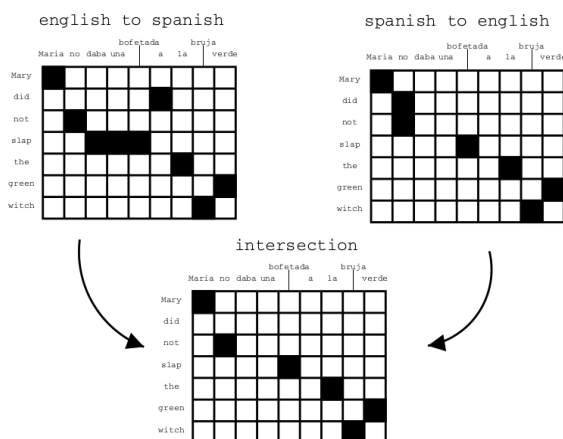 english to spanish
bofetada bruja
Maria no daba una a la verde
Mary
did
not
slap
the
green
witch
spanish to english
bofetada bruja
Maria no daba una a la verde
Mary
did
not
slap
the
green
witch
intersection
bofetada bruja
Maria no daba una a la verde
Mary
did
not
slap
the
green
witch